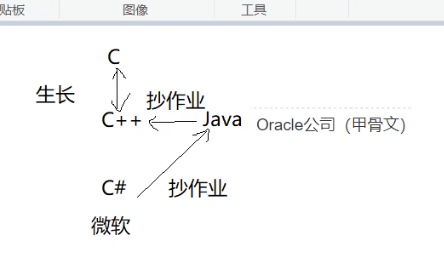 贴板 图像 工具
C
生长
抄作业
C++ Java
Oracle公司（甲骨文）
C# 抄作业
微软